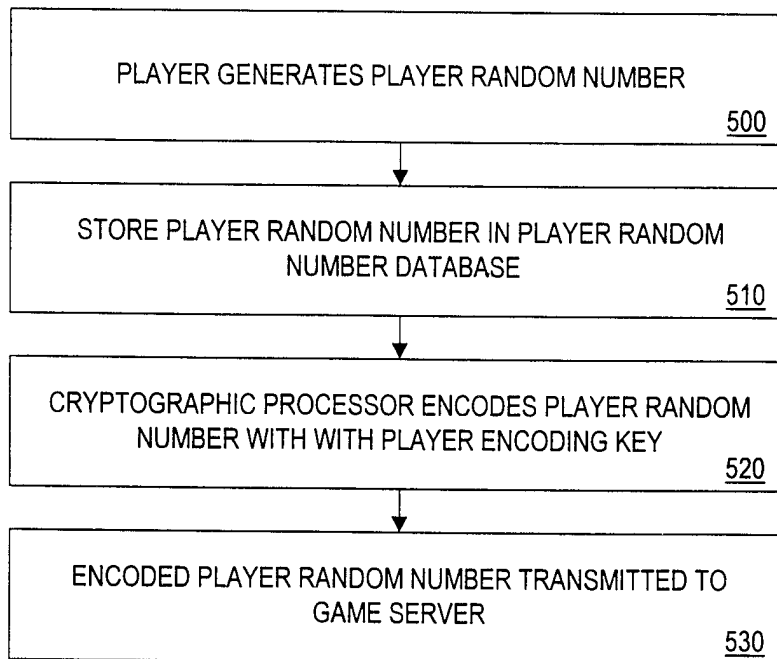 PLAYER GENERATES PLAYER RANDOM NUMBER
500
STORE PLAYER RANDOM NUMBER IN PLAYER RANDOM
NUMBER DATABASE
510
CRYPTOGRAPHIC PROCESSOR ENCODES PLAYER RANDOM
NUMBER WITH WITH PLAYER ENCODING KEY
520
ENCODED PLAYER RANDOM NUMBER TRANSMITTED TO
GAME SERVER
530